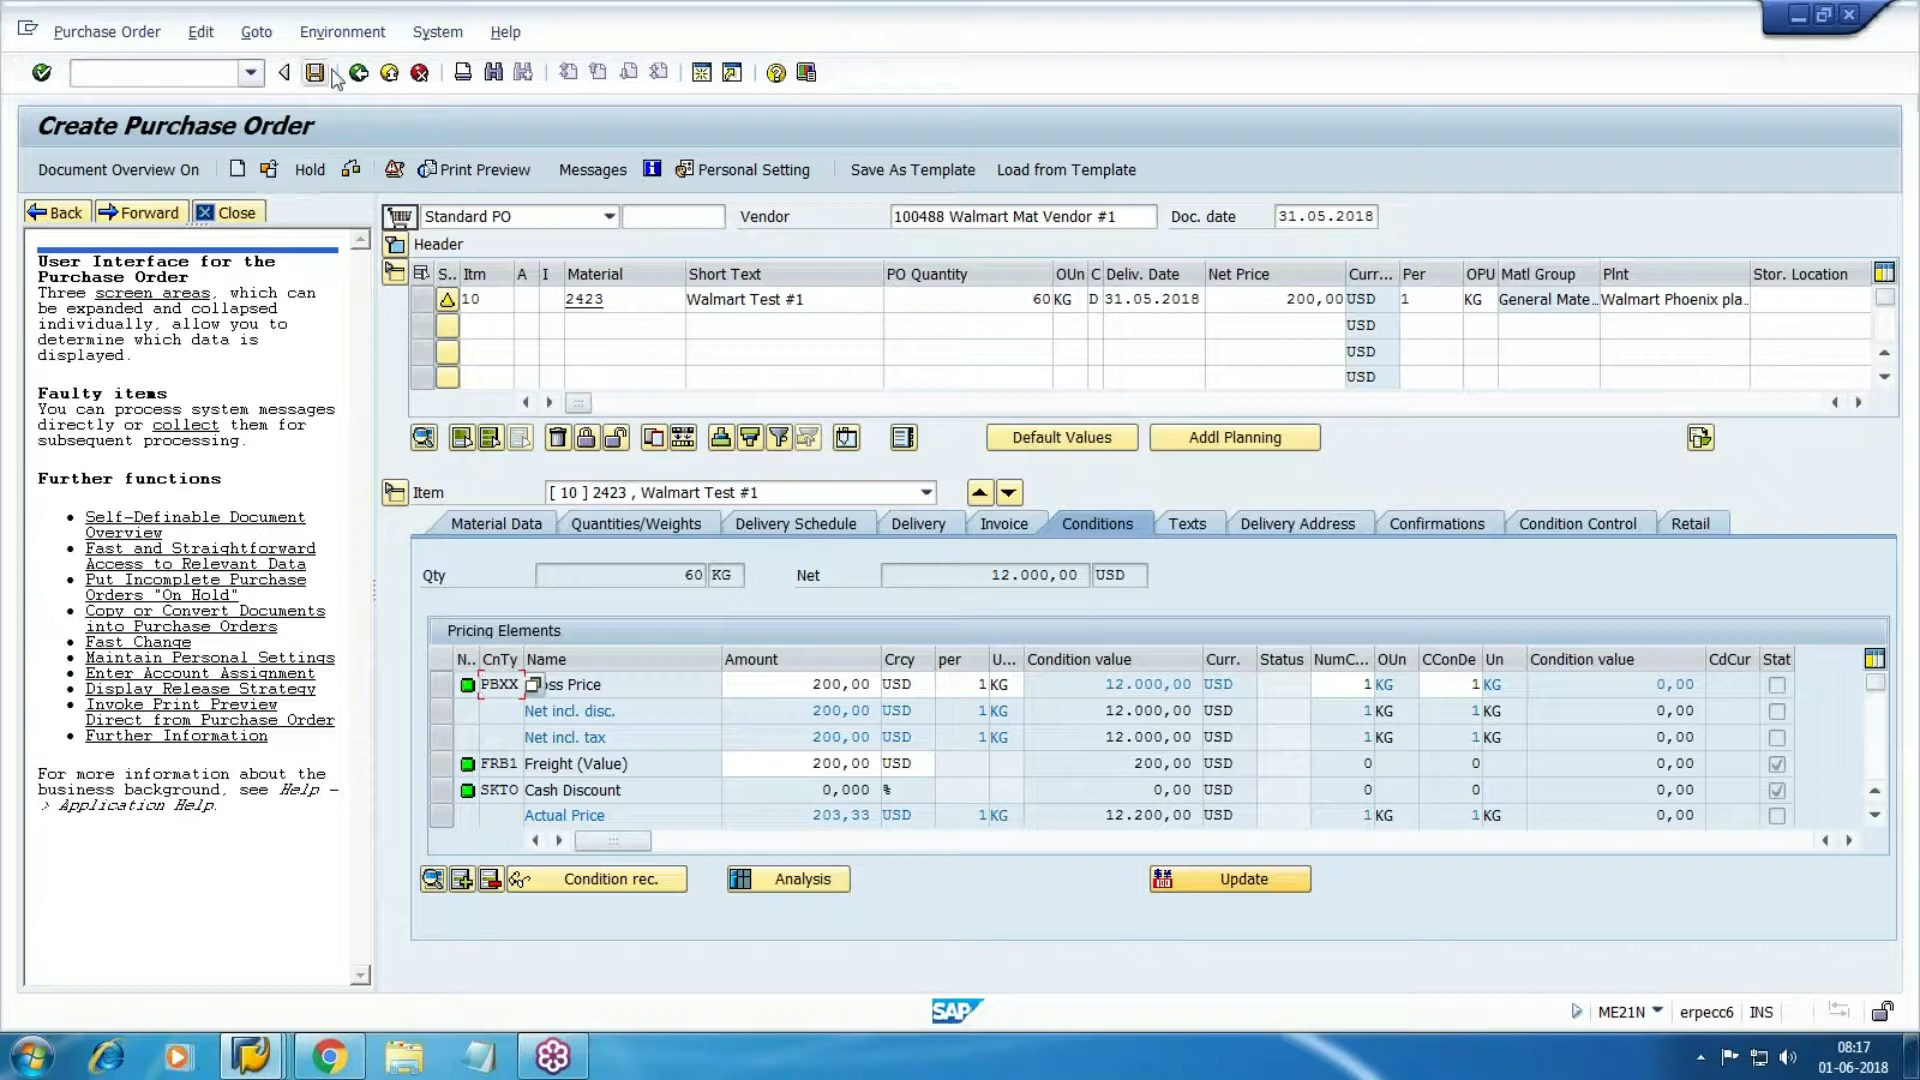 Purchase Order Edit Goto Environment System Help
Create Purchase Order
Document Overview On Hold Print Preview Messages Personal Setting Save As Template Load from Template
Back Forward Close
User Interface for the
Purchase Order
Three screen areas, which can
be expanded and collapsed
individually, allow you to
determine which data is
displayed.
Faulty items
You can process system messages
directly or collect them for
subsequent processing.
Further functions
Self-Definable Document
Overview
Fast and Straightforward
Access to Relevant Data
Put Incomplete Purchase
Orders "On Hold"
Copy or Convert Documents
into Purchase Orders
Fast Change
Maintain Personal Settings
Enter Account Assignment
Display Release Strategy
Invoke Print Preview
Direct from Purchase Order
Further Information
For more information about the
business background, see Help -
> Application Help.
Standard PO Vendor 100488 Walmart Mat Vendor #1 Doc. date 31.05.2018
Header
S.. Itm A I Material Short Text PO Quantity OUn C Deliv. Date Net Price Curr... Per OPU Matl Group Plnt Stor. Location
10 2423 Walmart Test #1 60 KG D 31.05.2018 200,00 USD 1 KG General Mate... Walmart Phoenix pla...
USD
USD
USD
Default Values Addl Planning
Item [ 10 ] 2423 , Walmart Test #1
Material Data Quantities/Weights Delivery Schedule Delivery Invoice Conditions Texts Delivery Address Confirmations Condition Control Retail
Qty 60 KG Net 12.000,00 USD
Pricing Elements
N.. CnTy Name Amount Crcy per U... Condition value Curr. Status NumC... OUn CConDe Un Condition value CdCur Stat
PBXX oss Price 200,00 USD 1 KG 12.000,00 USD 1 KG 1 KG 0,00
Net incl. disc. 200,00 USD 1 KG 12.000,00 USD 1 KG 1 KG 0,00
Net incl. tax 200,00 USD 1 KG 12.000,00 USD 1 KG 1 KG 0,00
FRB1 Freight (Value) 200,00 USD 200,00 USD 0 0 0,00
SKTO Cash Discount 0,000 % 0,00 USD 0 0 0,00
Actual Price 203,33 USD 1 KG 12.200,00 USD 1 KG 1 KG 0,00
Condition rec. Analysis Update
SAP ME21N erpecc6 INS
08:17
01-06-2018